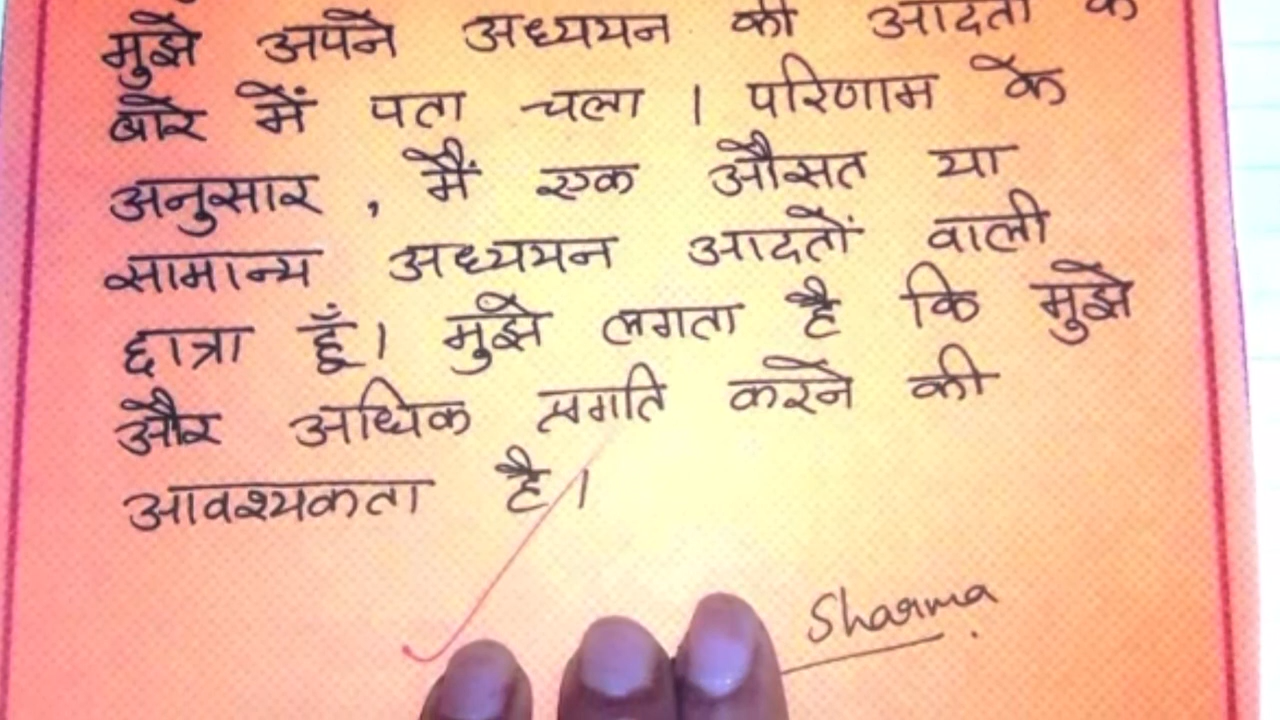 मुझे अपने अध्ययन की आदतों के
बारे में पता चला । परिणाम के
अनुसार , मैं एक औसत या
सामान्य अध्ययन आदतों वाली
छात्रा हूँ। मुझे लगता है कि मुझे
और अधिक प्रगति करने की
आवश्यकता है।
Sharma